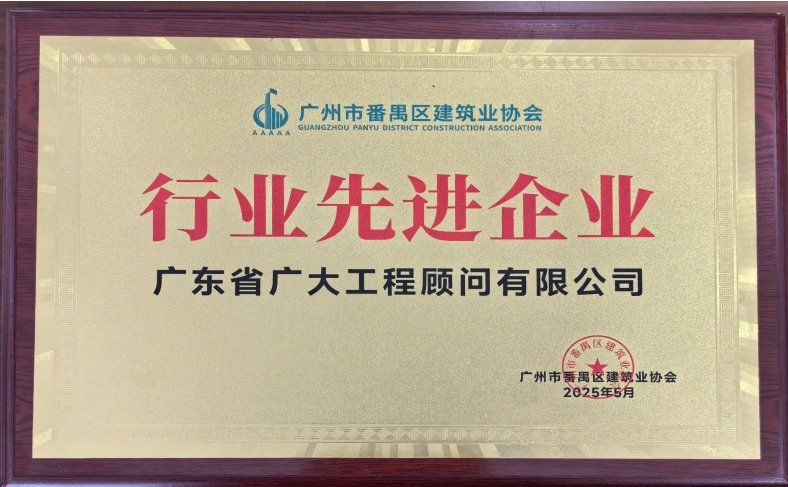 广州市番禺区建筑业协会
GUANGZHOU PANYU DISTRICT CONSTRUCTION ASSOCIATION
AAAAA
行业先进企业
广东省广大工程顾问有限公司
广州市番禺区建筑业协会
2025年5月